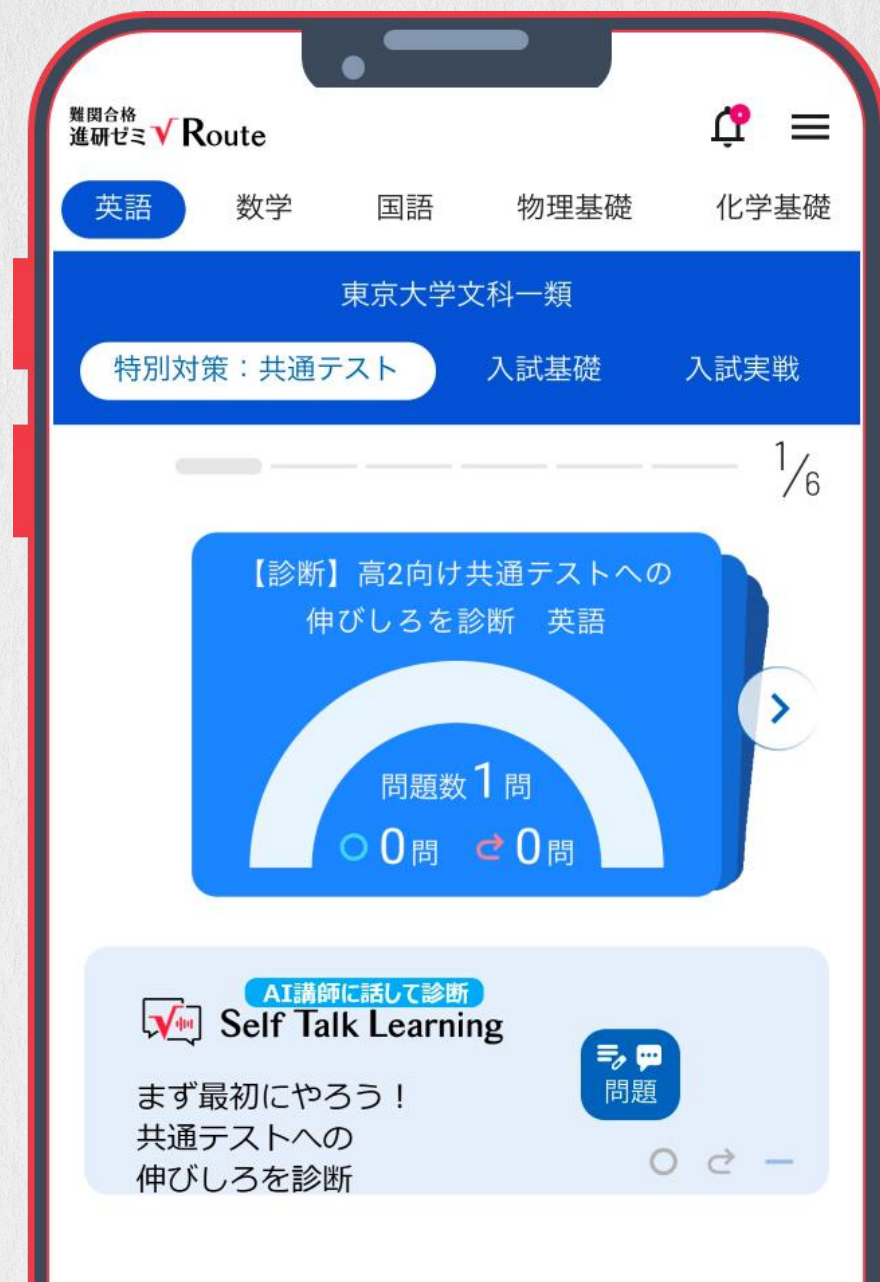 難関合格
進研ゼミ √ Route
英語 数学 国語 物理基礎 化学基礎
東京大学文科一類
特別対策：共通テスト 入試基礎 入試実戦
1/6
【診断】高2向け共通テストへの
伸びしろを診断　英語
問題数1問
0問 0問
AI講師に話して診断
Self Talk Learning
問題
まず最初にやろう！
共通テストへの
伸びしろを診断